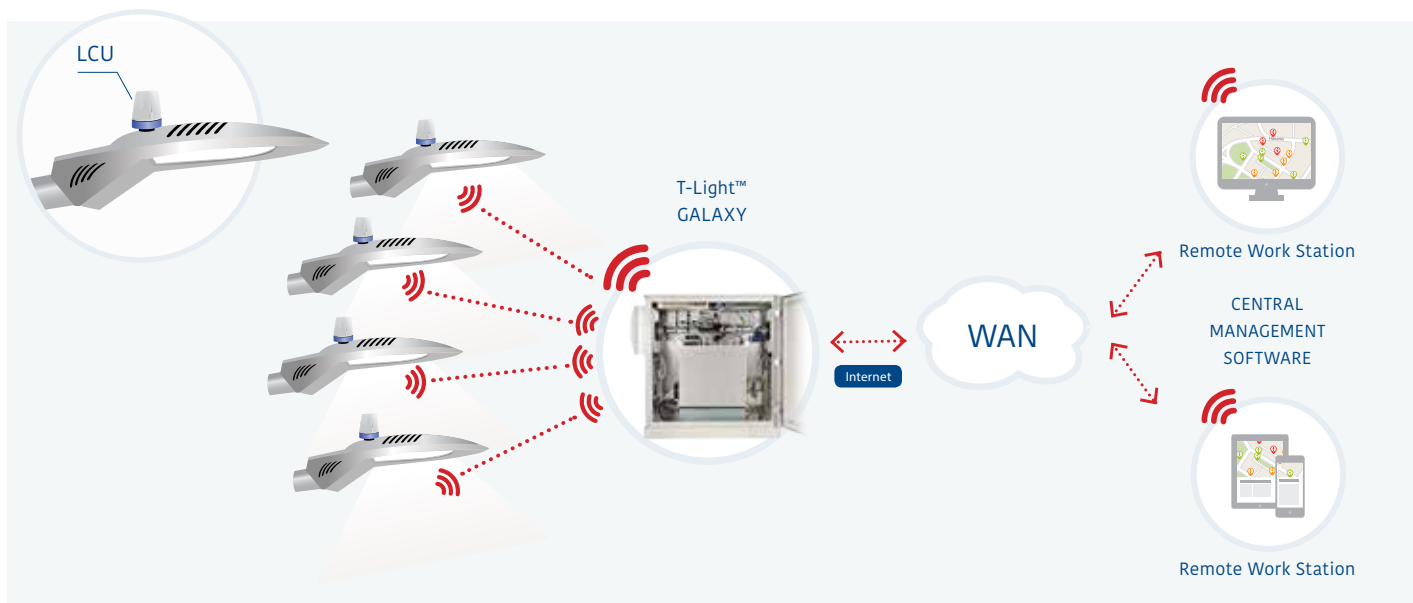 LCU
T-Light™
GALAXY
Internet
WAN
Remote Work Station
CENTRAL
MANAGEMENT
SOFTWARE
Remote Work Station